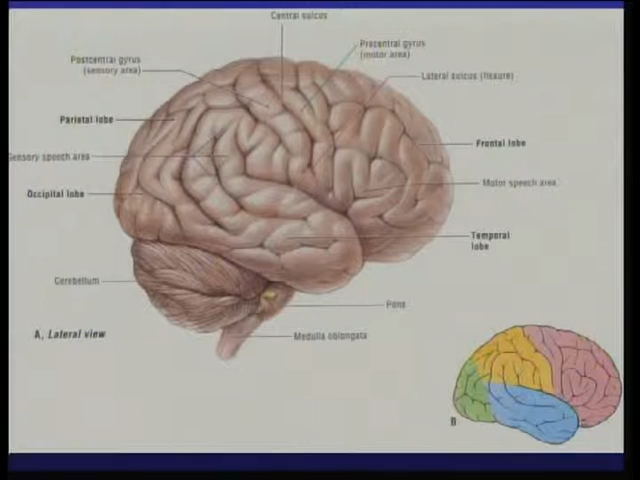 Central sulcus
Precentral gyrus
(motor area)
Postcentral gyrus
(sensory area)
Lateral sulcus (fissure)
Parietal lobe
Frontal lobe
Sensory speech area
Motor speech area
Occipital lobe
Temporal
lobe
Cerebellum
Pons
A, Lateral view
Medulla oblongata
B